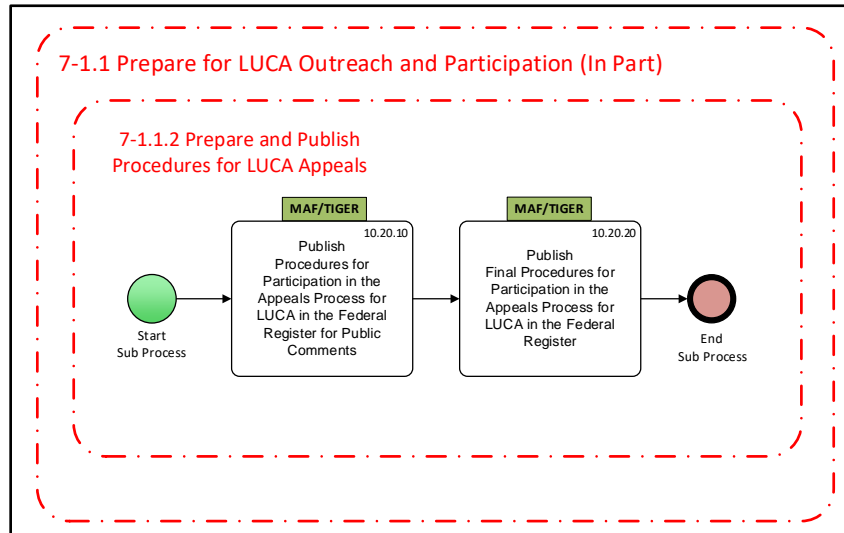 7-1.1 Prepare for LUCA Outreach and Participation (In Part)
7-1.1.2 Prepare and Publish
Procedures for LUCA Appeals
MAF/TIGER
10.20.10
Publish
Procedures for
Participation in the
Appeals Process for
LUCA in the Federal
Register for Public
Comments
MAF/TIGER
10.20.20
Publish
Final Procedures for
Participation in the
Appeals Process for
LUCA in the Federal
Register
Start
Sub Process
End
Sub Process